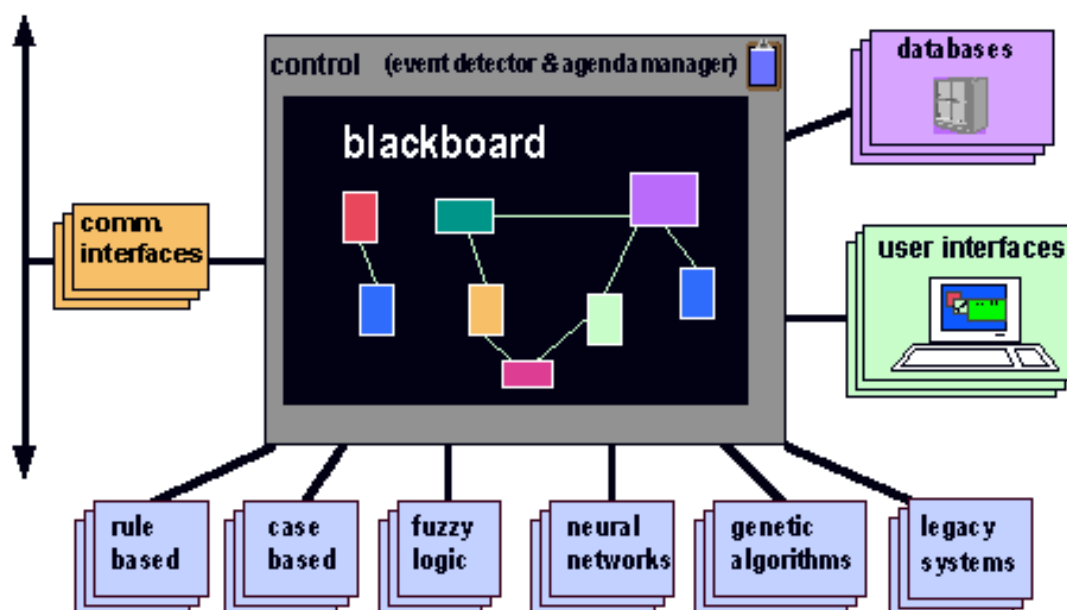 control (event detector & agenda manager)
databases
blackboard
comm.
interfaces
user interfaces
rule
based
case
based
fuzzy
logic
neural
networks
genetic
algorithms
legacy
systems